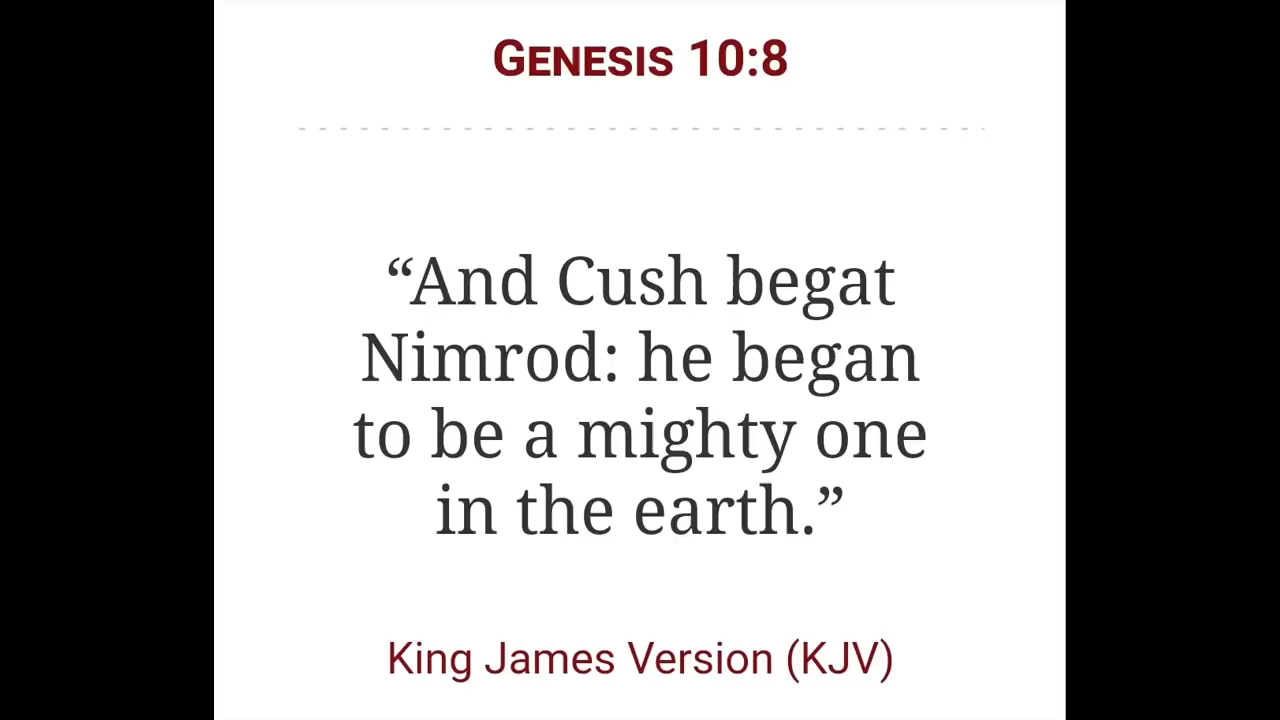 Genesis 10:8
“And Cush begat
Nimrod: he began
to be a mighty one
in the earth.”
King James Version (KJV)